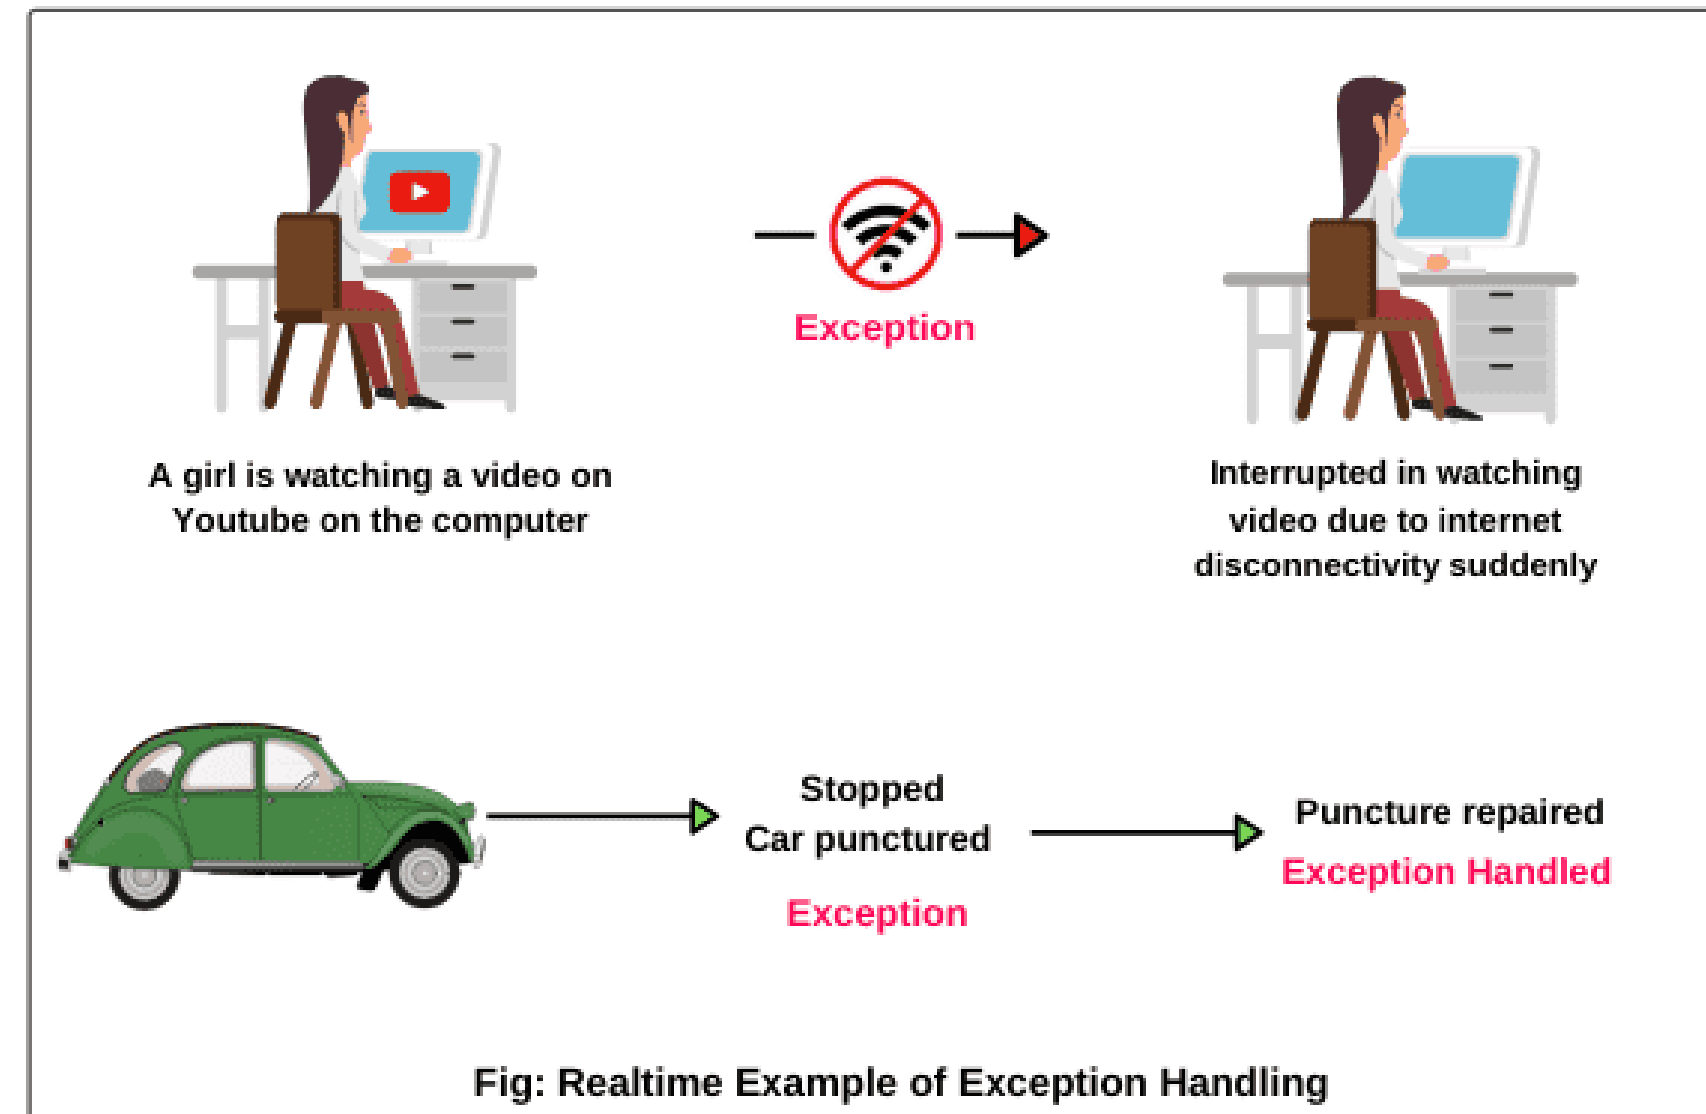 Exception
A girl is watching a video on
Youtube on the computer
Interrupted in watching
video due to internet
disconnectivity suddenly
Stopped
Car punctured
Exception
Puncture repaired
Exception Handled
Fig: Realtime Example of Exception Handling